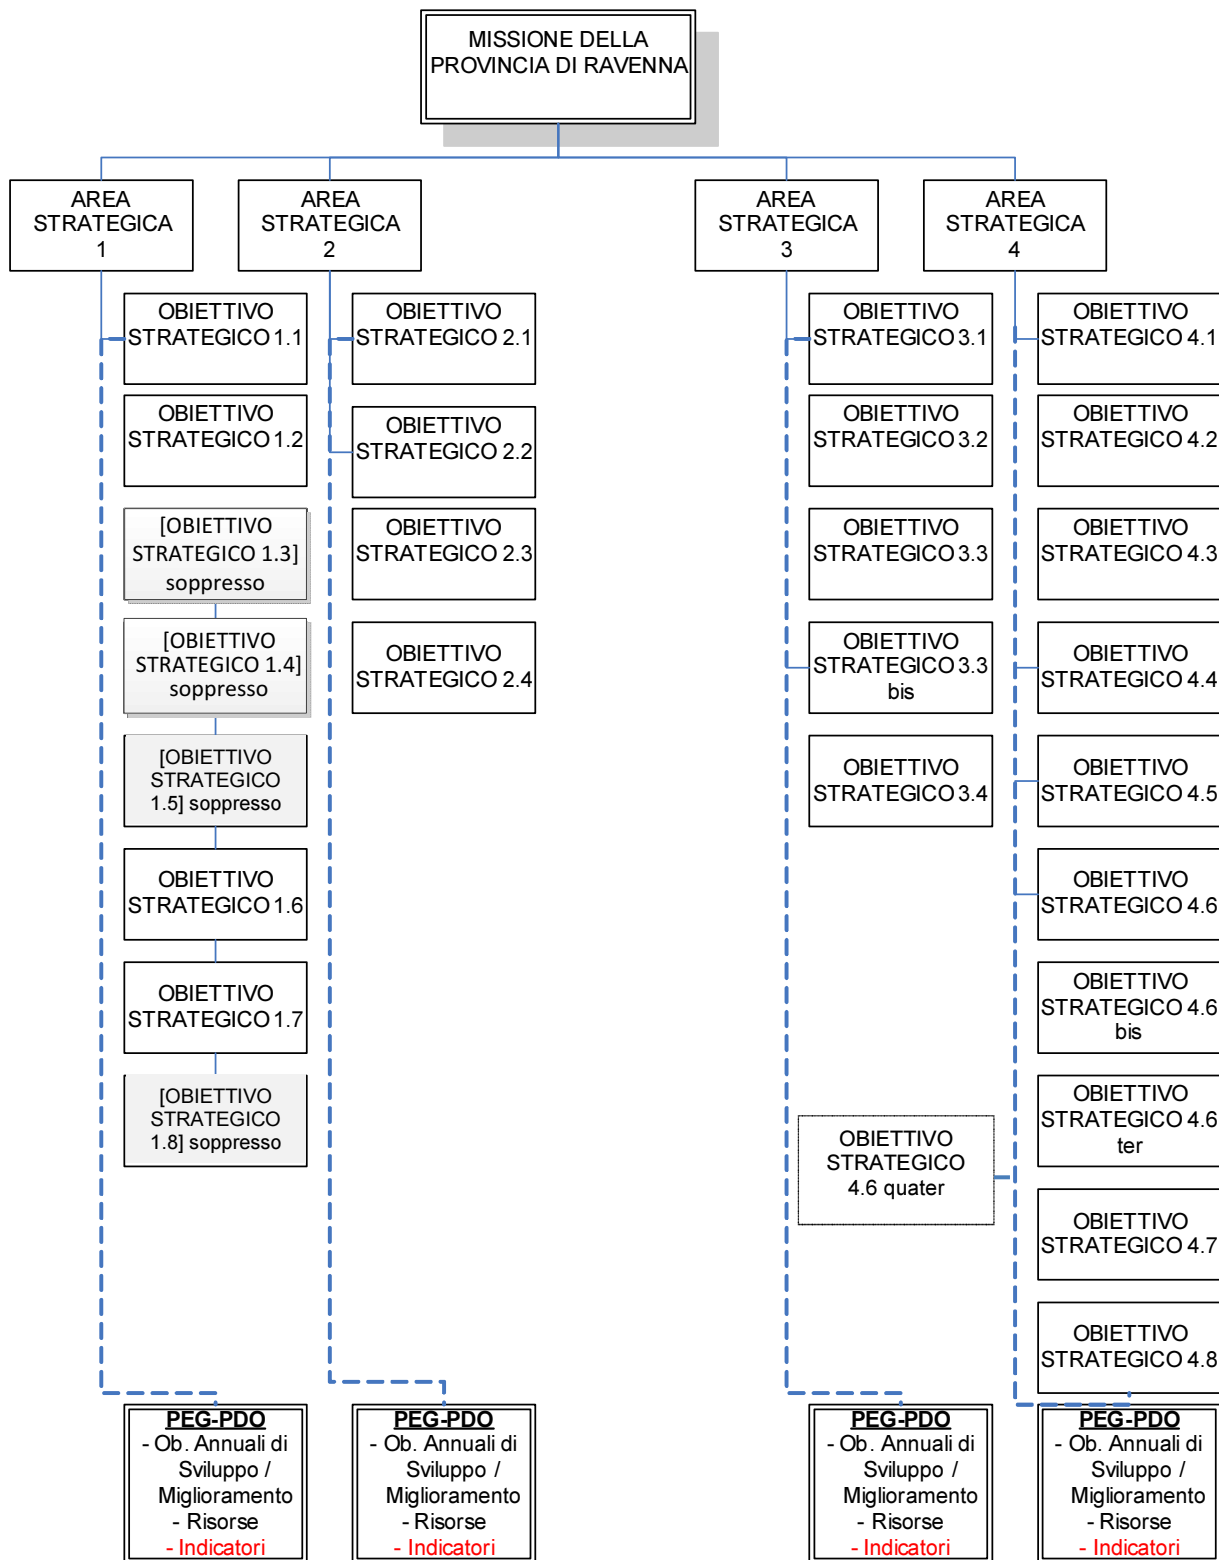 MISSIONE DELLA
PROVINCIA DI RAVENNA
AREA
STRATEGICA
1
AREA
STRATEGICA
2
AREA
STRATEGICA
3
AREA
STRATEGICA
4
OBIETTIVO
STRATEGICO 1.1
OBIETTIVO
STRATEGICO 1.2
[OBIETTIVO
STRATEGICO 1.3]
soppresso
[OBIETTIVO
STRATEGICO 1.4]
soppresso
[OBIETTIVO
STRATEGICO
1.5] soppresso
OBIETTIVO
STRATEGICO 1.6
OBIETTIVO
STRATEGICO 1.7
[OBIETTIVO
STRATEGICO
1.8] soppresso
OBIETTIVO
STRATEGICO 2.1
OBIETTIVO
STRATEGICO 2.2
OBIETTIVO
STRATEGICO 2.3
OBIETTIVO
STRATEGICO 2.4
OBIETTIVO
STRATEGICO 3.1
OBIETTIVO
STRATEGICO 3.2
OBIETTIVO
STRATEGICO 3.3
OBIETTIVO
STRATEGICO 3.3
bis
OBIETTIVO
STRATEGICO 3.4
OBIETTIVO
STRATEGICO 4.1
OBIETTIVO
STRATEGICO 4.2
OBIETTIVO
STRATEGICO 4.3
OBIETTIVO
STRATEGICO 4.4
OBIETTIVO
STRATEGICO 4.5
OBIETTIVO
STRATEGICO 4.6
OBIETTIVO
STRATEGICO 4.6
bis
OBIETTIVO
STRATEGICO 4.6
ter
OBIETTIVO
STRATEGICO
4.6 quater
OBIETTIVO
STRATEGICO 4.7
OBIETTIVO
STRATEGICO 4.8
PEG-PDO
- Ob. Annuali di
Sviluppo /
Miglioramento
- Risorse
- Indicatori
PEG-PDO
- Ob. Annuali di
Sviluppo /
Miglioramento
- Risorse
- Indicatori
PEG-PDO
- Ob. Annuali di
Sviluppo /
Miglioramento
- Risorse
- Indicatori
PEG-PDO
- Ob. Annuali di
Sviluppo /
Miglioramento
- Risorse
- Indicatori